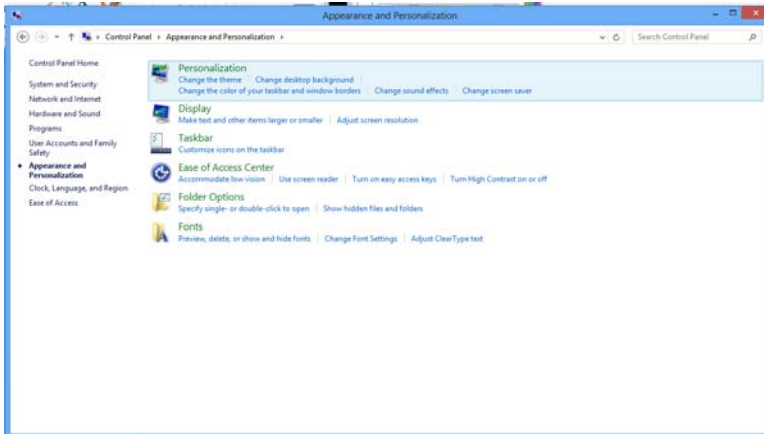 Appearance and Personalization
Control Panel ▸ Appearance and Personalization ▸
Search Control Panel
Control Panel Home
System and Security
Network and Internet
Hardware and Sound
Programs
User Accounts and Family
Safety
Appearance and
Personalization
Clock, Language, and Region
Ease of Access
Personalization
Change the theme | Change desktop background
Change the color of your taskbar and window borders | Change sound effects | Change screen saver
Display
Make text and other items larger or smaller | Adjust screen resolution
Taskbar
Customize icons on the taskbar
Ease of Access Center
Accommodate low vision | Use screen reader | Turn on easy access keys | Turn High Contrast on or off
Folder Options
Specify single- or double-click to open | Show hidden files and folders
Fonts
Preview, delete, or show and hide fonts | Change Font Settings | Adjust ClearType text